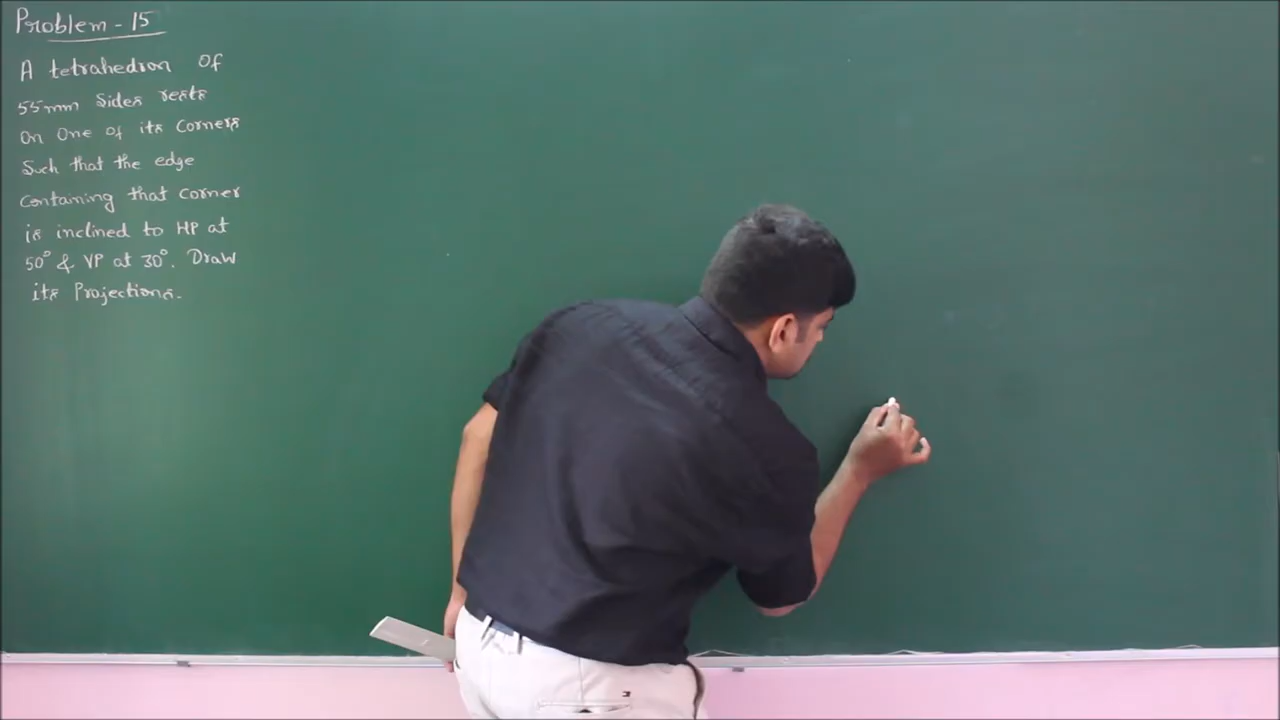 Problem - 15
A tetrahedron of
55mm Sides rests
On One of its Corners
Such that the edge
Containing that Corner
is inclined to HP at
50° & VP at 30°. Draw
its Projections.